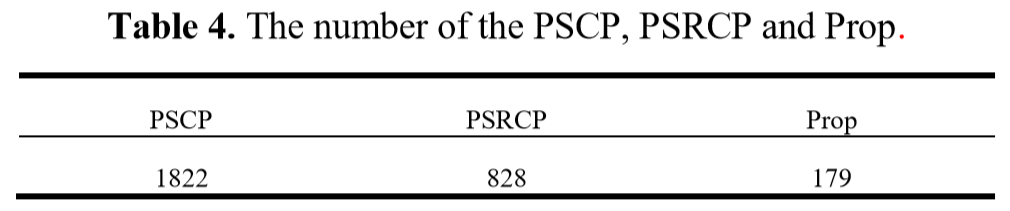 Table 4. The number of the PSCP, PSRCP and Prop.
PSCP PSRCP Prop
1822 828 179